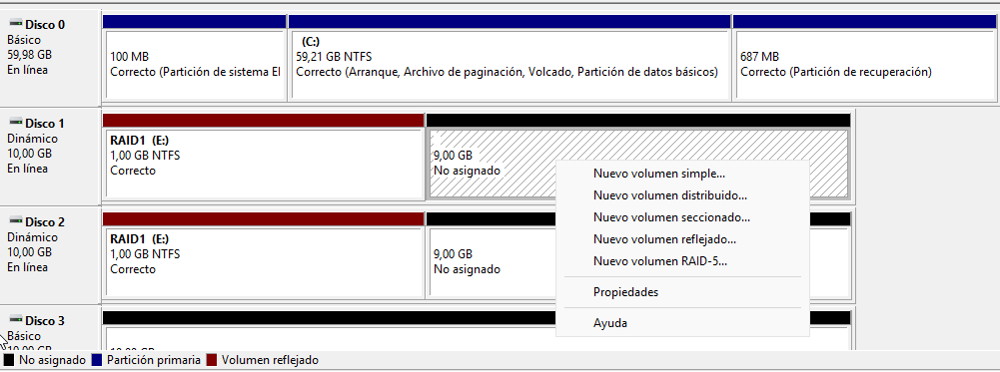 Disco 0
Básico
59,98 GB
En línea
100 MB
Correcto (Partición de sistema EI
(C:)
59,21 GB NTFS
Correcto (Arranque, Archivo de paginación, Volcado, Partición de datos básicos)
687 MB
Correcto (Partición de recuperación)
Disco 1
Dinámico
10,00 GB
En línea
RAID1 (E:)
1,00 GB NTFS
Correcto
9,00 GB
No asignado
Nuevo volumen simple...
Nuevo volumen distribuido...
Nuevo volumen seccionado...
Nuevo volumen reflejado...
Nuevo volumen RAID-5...
Propiedades
Ayuda
Disco 2
Dinámico
10,00 GB
En línea
RAID1 (E:)
1,00 GB NTFS
Correcto
9,00 GB
No asignado
Disco 3
Básico
No asignado
Partición primaria
Volumen reflejado